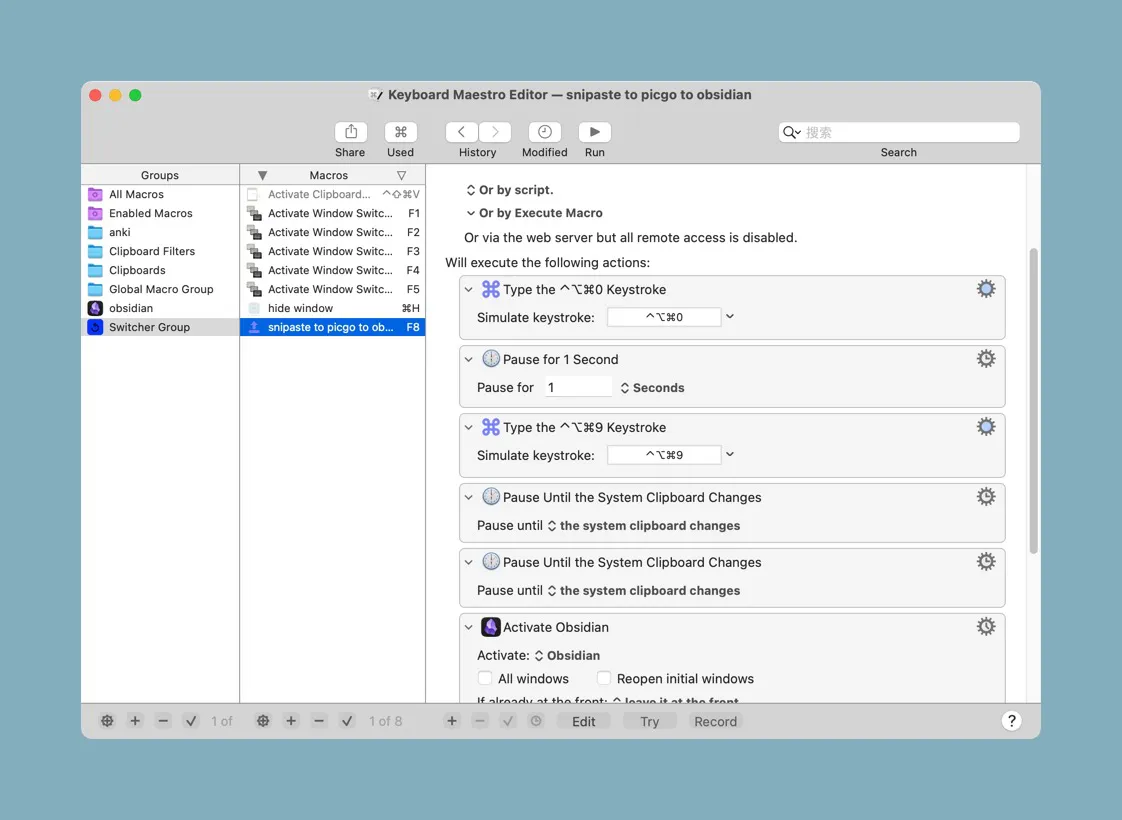 Keyboard Maestro Editor — snipaste to picgo to obsidian
Share
Used
History
Modified
Run
搜索
Search
Groups
All Macros
Enabled Macros
anki
Clipboard Filters
Clipboards
Global Macro Group
obsidian
Switcher Group
▼ Macros ▽
Activate Clipboard... ^⇧⌘V
Activate Window Switc... F1
Activate Window Switc... F2
Activate Window Switc... F3
Activate Window Switc... F4
Activate Window Switc... F5
hide window ⌘H
snipaste to picgo to ob... F8
Or by script.
Or by Execute Macro
Or via the web server but all remote access is disabled.
Will execute the following actions:
Type the ^⌥⌘0 Keystroke
Simulate keystroke: ^⌥⌘0
Pause for 1 Second
Pause for 1 Seconds
Type the ^⌥⌘9 Keystroke
Simulate keystroke: ^⌥⌘9
Pause Until the System Clipboard Changes
Pause until the system clipboard changes
Pause Until the System Clipboard Changes
Pause until the system clipboard changes
Activate Obsidian
Activate: Obsidian
All windows Reopen initial windows
If already at the front: leave it at the front
1 of
1 of 8
Edit
Try
Record
?